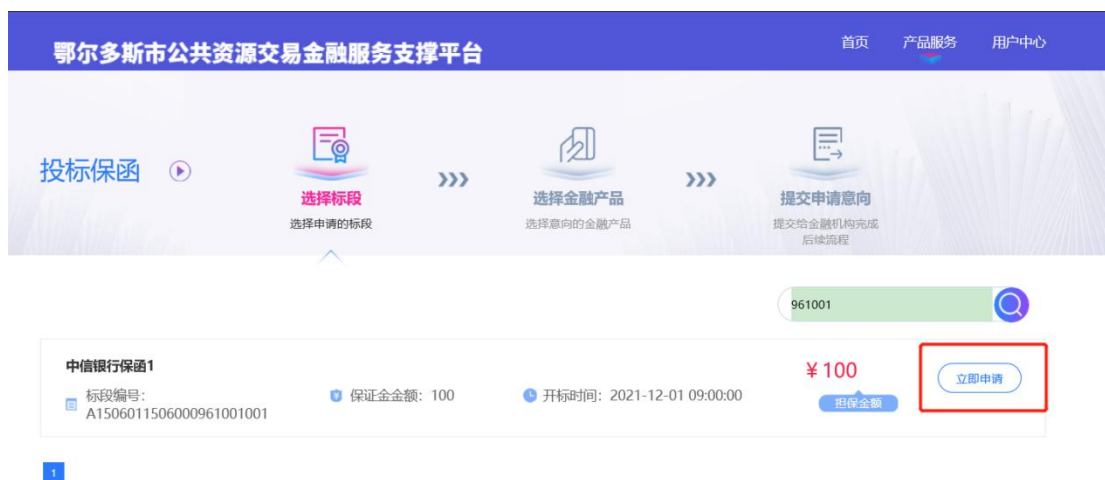 鄂尔多斯市公共资源交易金融服务支撑平台
首页 产品服务 用户中心
投标保函
选择标段
选择申请的标段
选择金融产品
选择意向的金融产品
提交申请意向
提交给金融机构完成
后续流程
961001
中信银行保函1
标段编号：
A1506011506000961001001
保证金金额：100
开标时间：2021-12-01 09:00:00
￥100
担保金额
立即申请
1